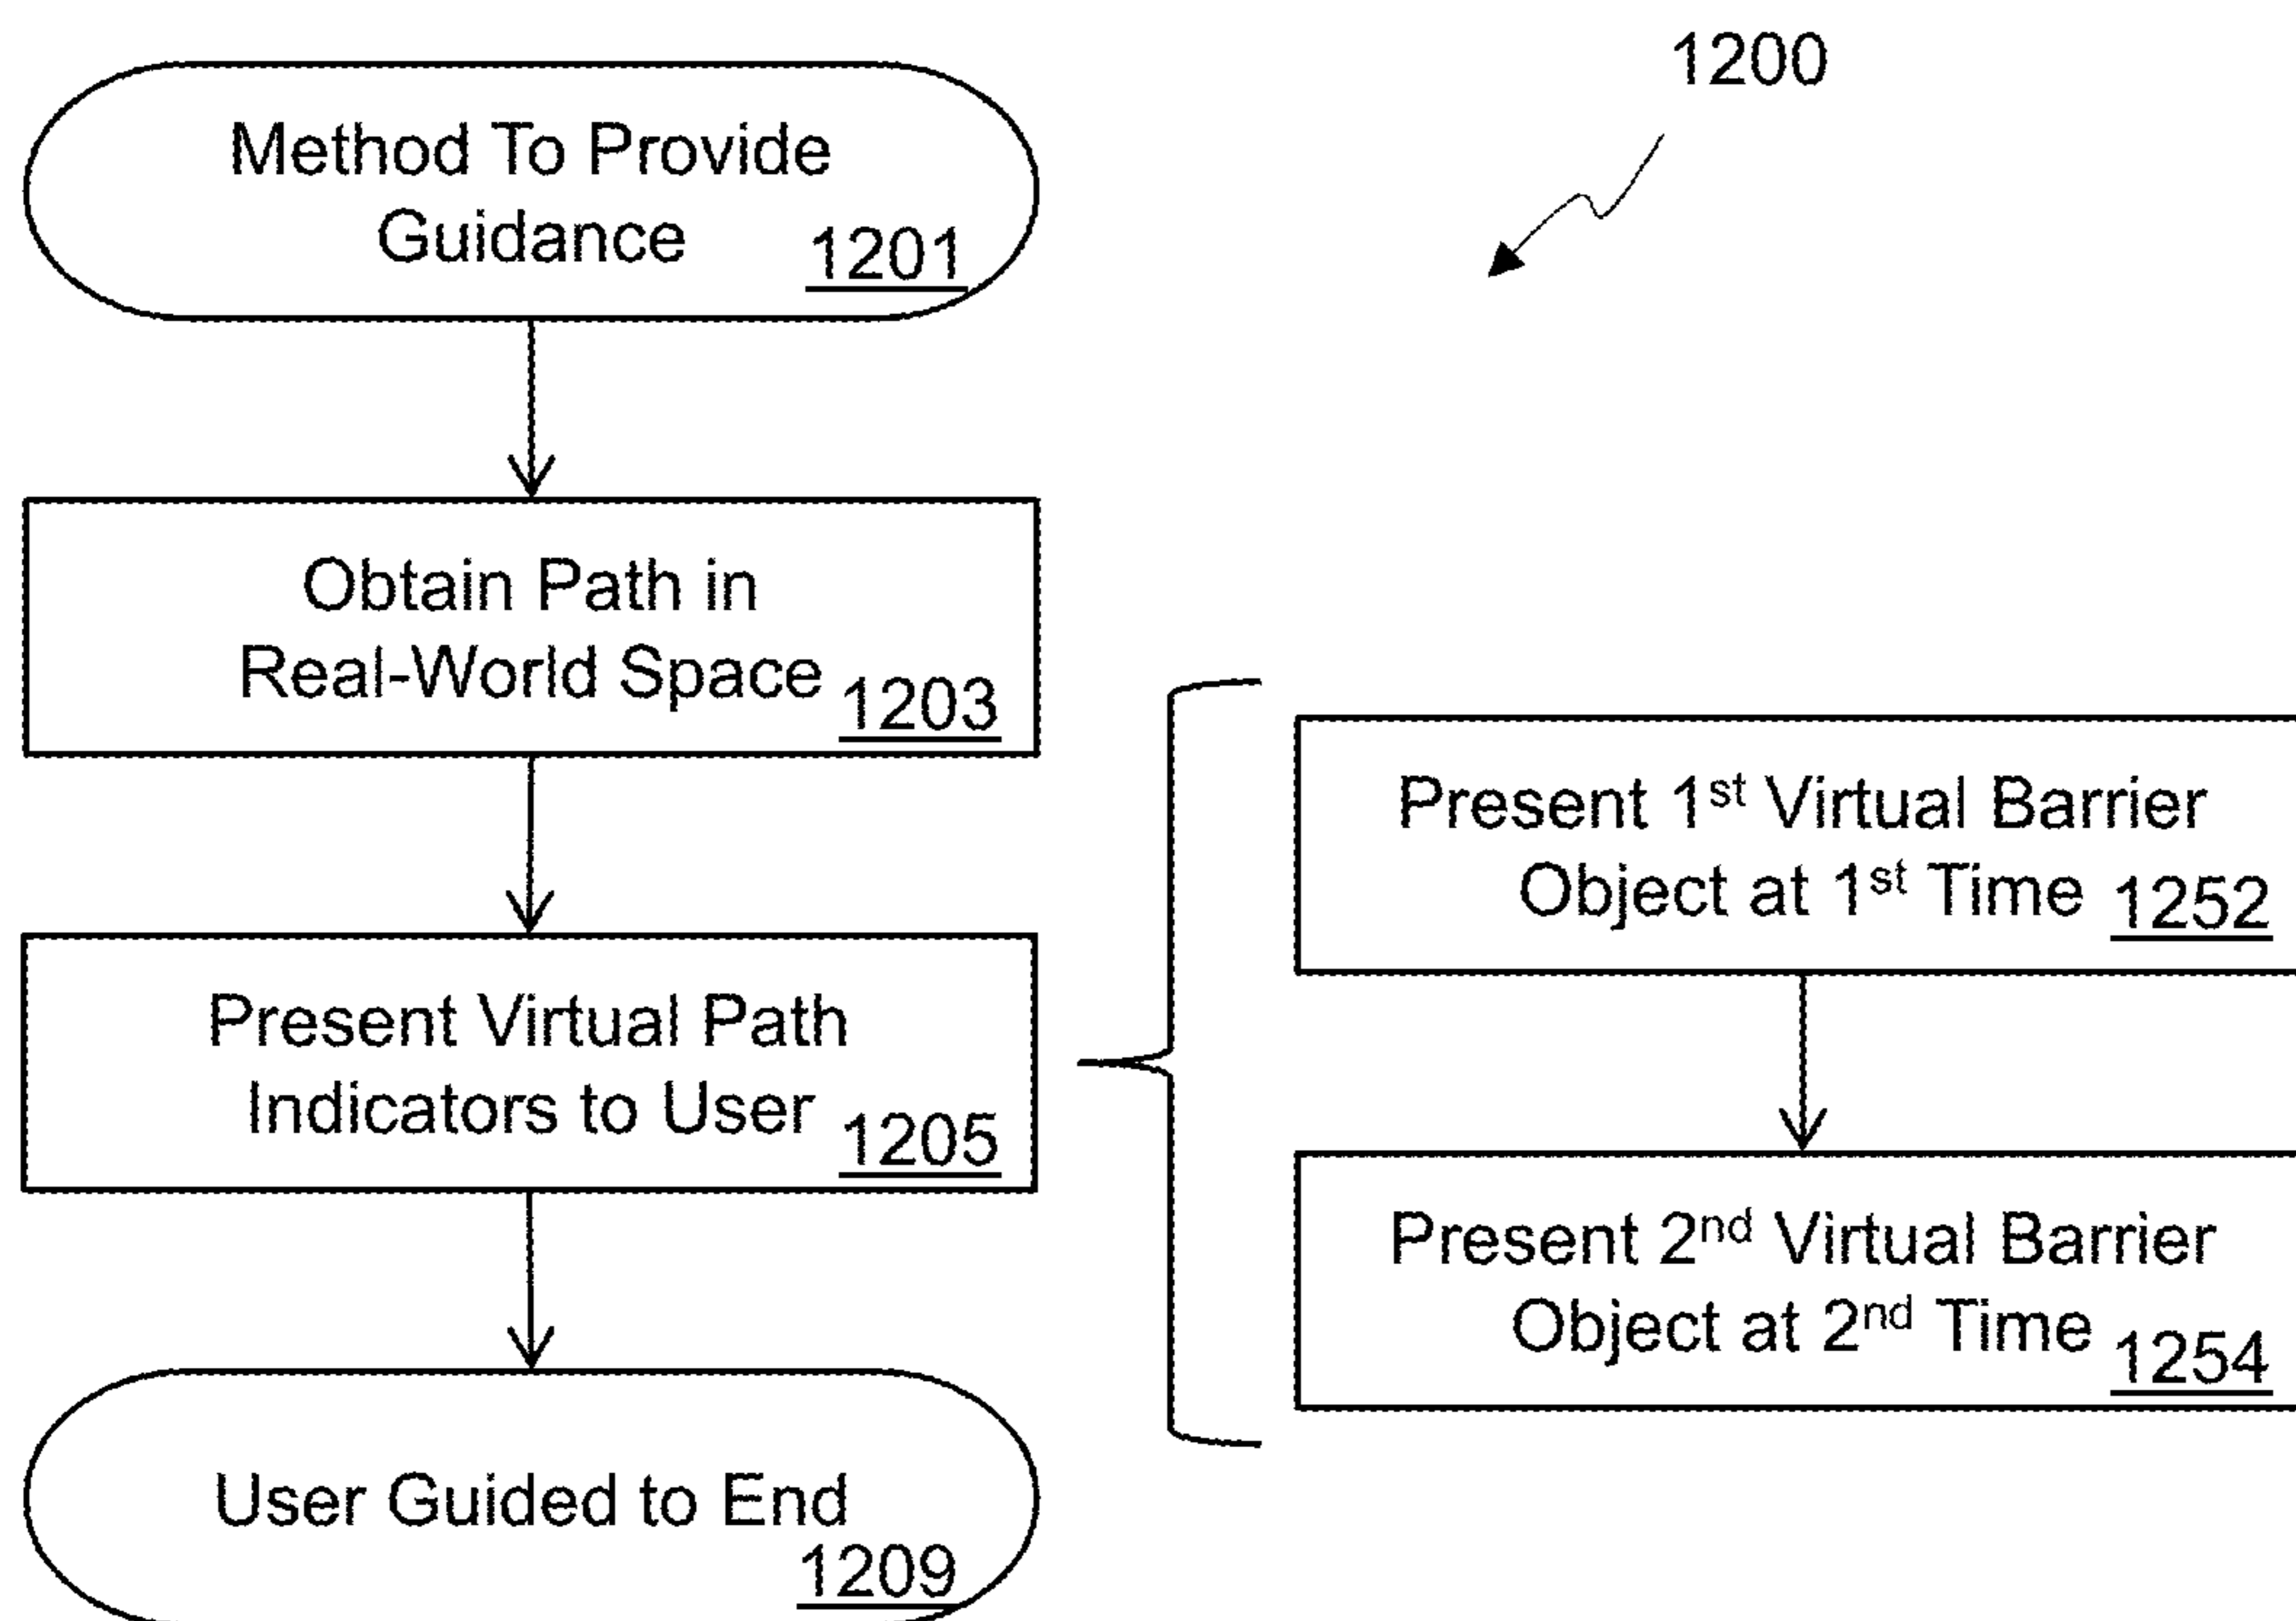 1200
Method To Provide
Guidance 1201
Obtain Path in
Real-World Space 1203
Present Virtual Path
Indicators to User 1205
User Guided to End
1209
Present 1st Virtual Barrier
Object at 1st Time 1252
Present 2nd Virtual Barrier
Object at 2nd Time 1254